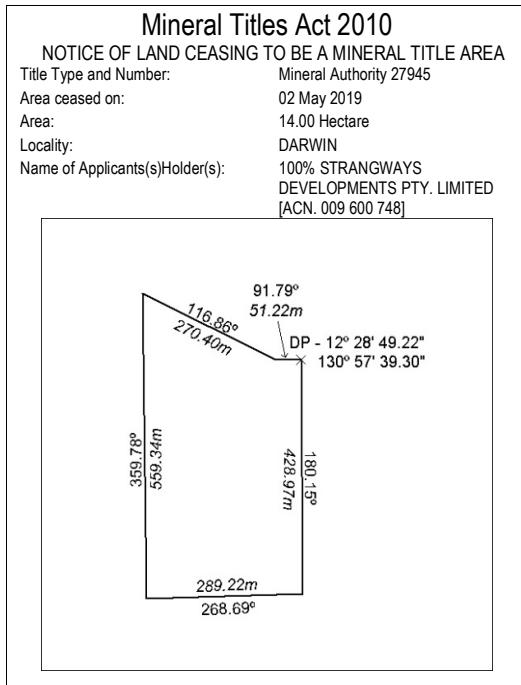 Mineral Titles Act 2010
NOTICE OF LAND CEASING TO BE A MINERAL TITLE AREA
Title Type and Number: Mineral Authority 27945
Area ceased on: 02 May 2019
Area: 14.00 Hectare
Locality: DARWIN
Name of Applicants(s)Holder(s): 100% STRANGWAYS
DEVELOPMENTS PTY. LIMITED
[ACN. 009 600 748]
91.79º
51.22m
116.86º
270.40m
DP - 12º 28' 49.22"
130º 57' 39.30"
359.78º
559.34m
428.97m
180.15º
289.22m
268.69º